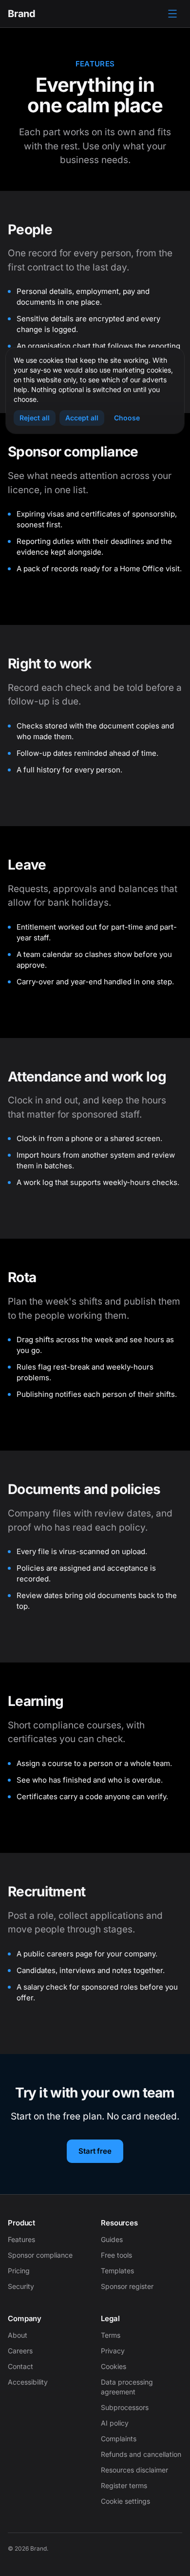 Brand
FEATURES
Everything in
one calm place
Each part works on its own and fits
with the rest. Use only what your
business needs.
People
One record for every person, from the
first contract to the last day.
Personal details, employment, pay and
documents in one place.
Sensitive details are encrypted and every
change is logged.
An organisation chart that follows the reporting
We use cookies that keep the site working. With
your say-so we would also use marketing cookies,
on this website only, to see which of our adverts
help. Nothing optional is switched on until you
choose.
Reject all
Accept all
Choose
Sponsor compliance
See what needs attention across your
licence, in one list.
Expiring visas and certificates of sponsorship,
soonest first.
Reporting duties with their deadlines and the
evidence kept alongside.
A pack of records ready for a Home Office visit.
Right to work
Record each check and be told before a
follow-up is due.
Checks stored with the document copies and
who made them.
Follow-up dates reminded ahead of time.
A full history for every person.
Leave
Requests, approvals and balances that
allow for bank holidays.
Entitlement worked out for part-time and part-
year staff.
A team calendar so clashes show before you
approve.
Carry-over and year-end handled in one step.
Attendance and work log
Clock in and out, and keep the hours
that matter for sponsored staff.
Clock in from a phone or a shared screen.
Import hours from another system and review
them in batches.
A work log that supports weekly-hours checks.
Rota
Plan the week's shifts and publish them
to the people working them.
Drag shifts across the week and see hours as
you go.
Rules flag rest-break and weekly-hours
problems.
Publishing notifies each person of their shifts.
Documents and policies
Company files with review dates, and
proof who has read each policy.
Every file is virus-scanned on upload.
Policies are assigned and acceptance is
recorded.
Review dates bring old documents back to the
top.
Learning
Short compliance courses, with
certificates you can check.
Assign a course to a person or a whole team.
See who has finished and who is overdue.
Certificates carry a code anyone can verify.
Recruitment
Post a role, collect applications and
move people through stages.
A public careers page for your company.
Candidates, interviews and notes together.
A salary check for sponsored roles before you
offer.
Try it with your own team
Start on the free plan. No card needed.
Start free
Product
Features
Sponsor compliance
Pricing
Security
Resources
Guides
Free tools
Templates
Sponsor register
Company
About
Careers
Contact
Accessibility
Legal
Terms
Privacy
Cookies
Data processing
agreement
Subprocessors
AI policy
Complaints
Refunds and cancellation
Resources disclaimer
Register terms
Cookie settings
© 2026 Brand.